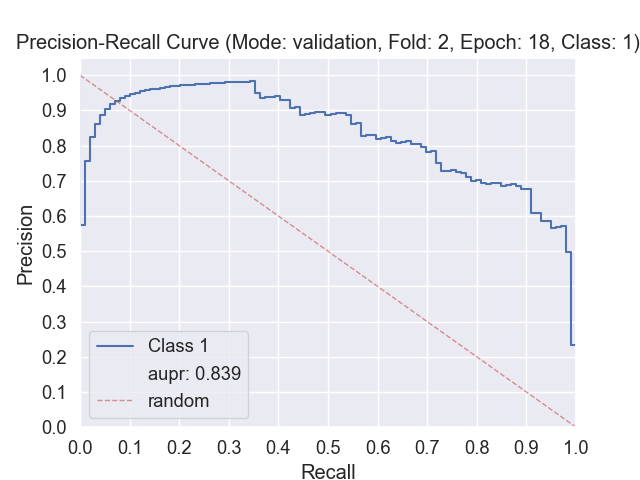 Precision-Recall Curve (Mode: validation, Fold: 2, Epoch: 18, Class: 1)
1.0
0.9
0.8
0.7
0.6
0.5
0.4
0.3
0.2
0.1
0.0
Precision
Class 1
aupr: 0.839
random
0.0 0.1 0.2 0.3 0.4 0.5 0.6 0.7 0.8 0.9 1.0
Recall